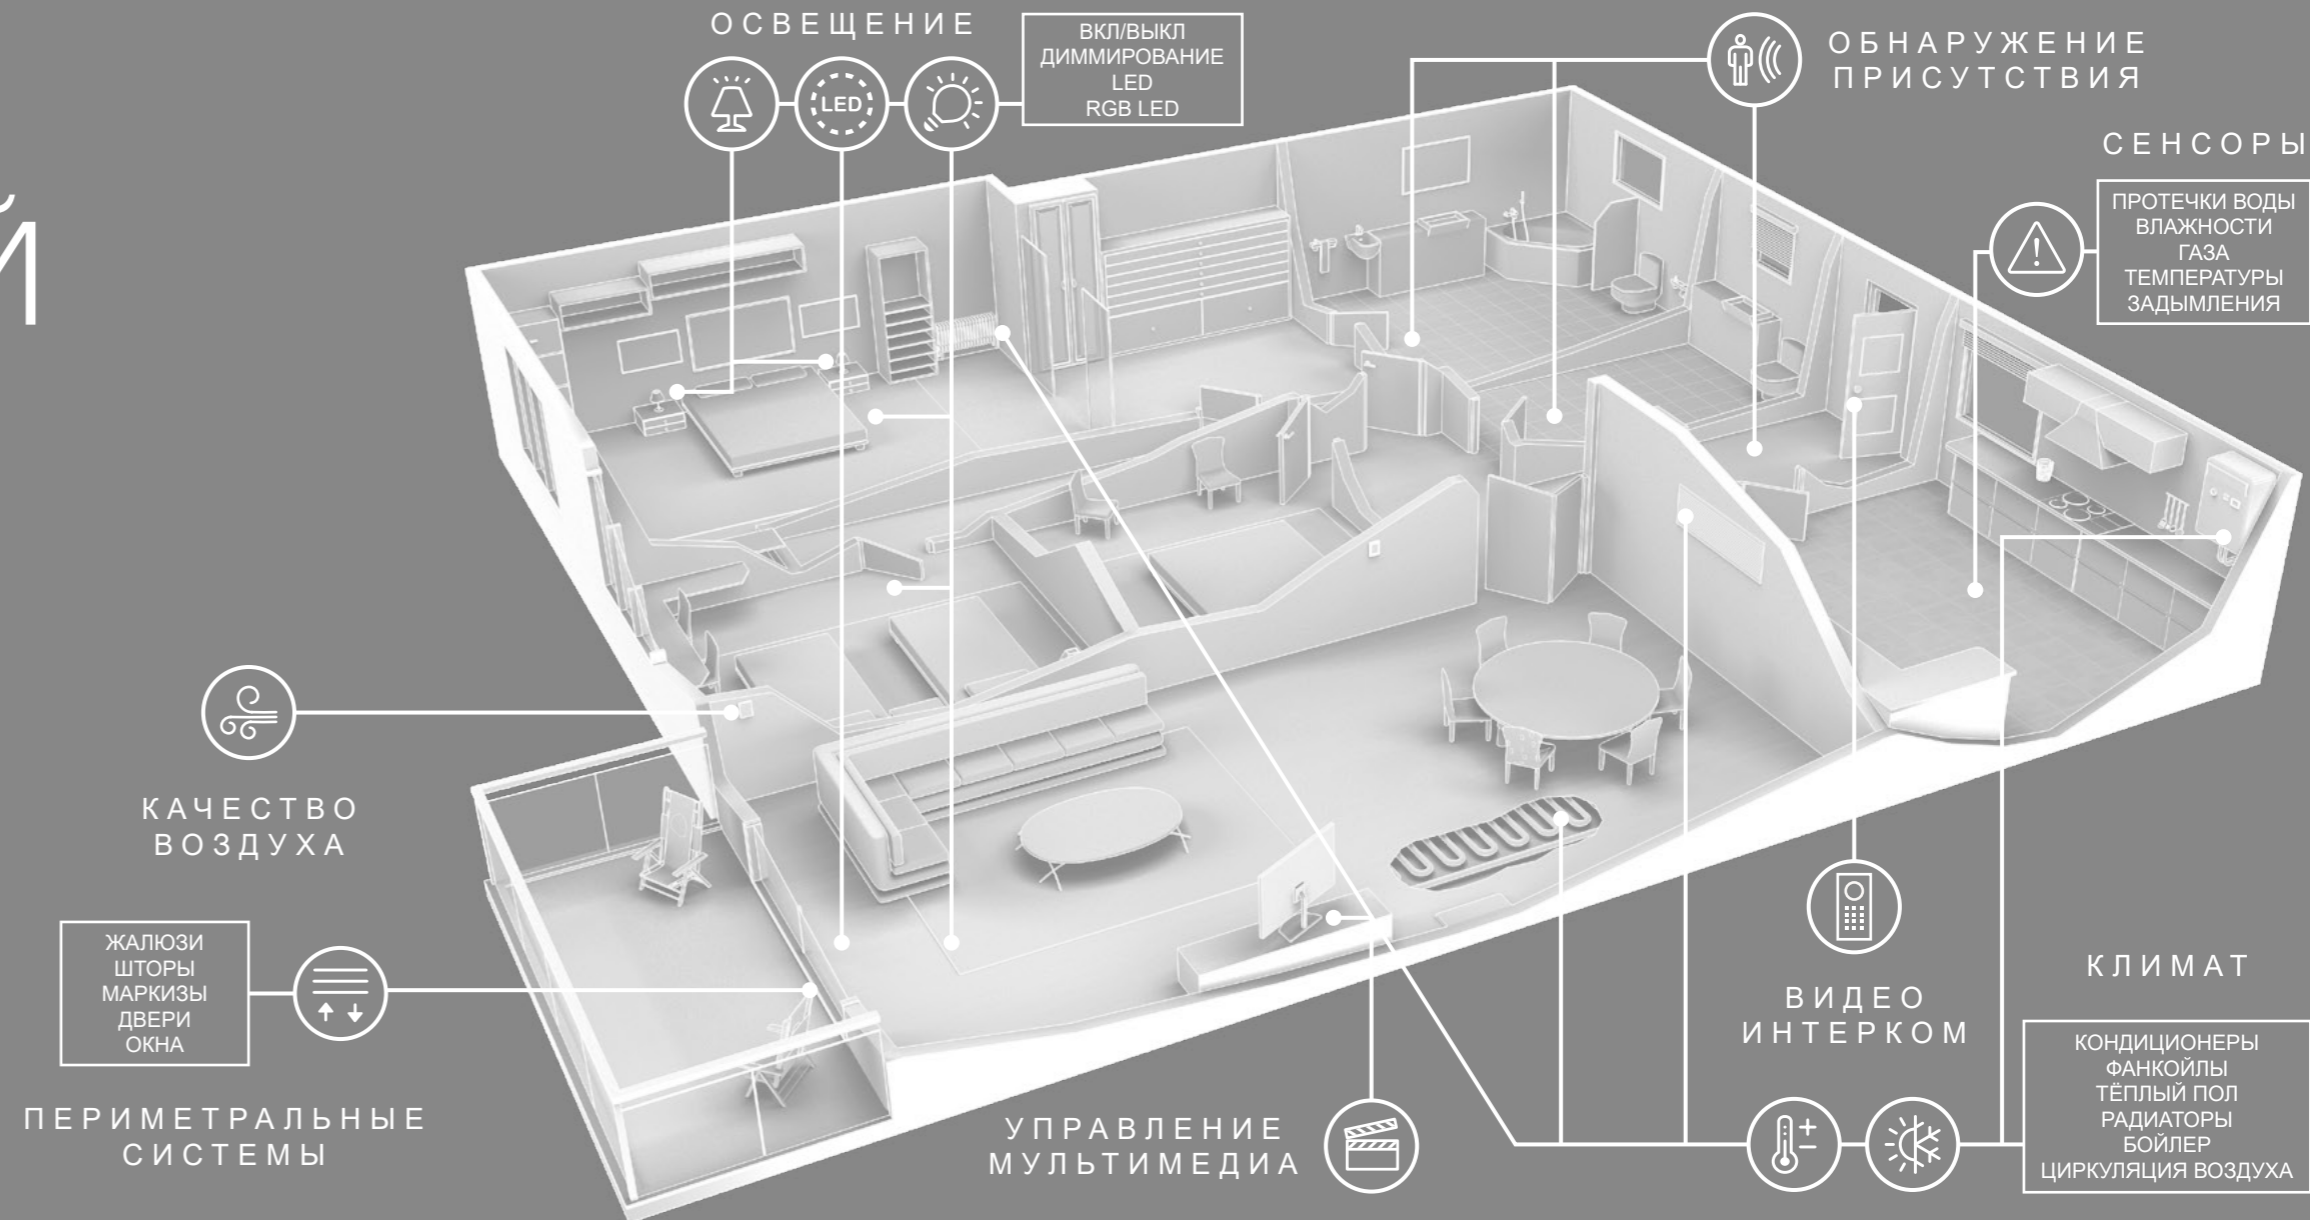 ОСВЕЩЕНИЕ
LED
ВКЛ/ВЫКЛ
ДИММИРОВАНИЕ
LED
RGB LED
ОБНАРУЖЕНИЕ
ПРИСУТСТВИЯ
СЕНСОРЫ
ПРОТЕЧКИ ВОДЫ
ВЛАЖНОСТИ
ГАЗА
ТЕМПЕРАТУРЫ
ЗАДЫМЛЕНИЯ
Й
КАЧЕСТВО
ВОЗДУХА
ЖАЛЮЗИ
ШТОРЫ
МАРКИЗЫ
ДВЕРИ
ОКНА
ПЕРИМЕТРАЛЬНЫЕ
СИСТЕМЫ
УПРАВЛЕНИЕ
МУЛЬТИМЕДИА
ВИДЕО
ИНТЕРКОМ
КЛИМАТ
КОНДИЦИОНЕРЫ
ФАНКОЙЛЫ
ТЁПЛЫЙ ПОЛ
РАДИАТОРЫ
БОЙЛЕР
ЦИРКУЛЯЦИЯ ВОЗДУХА